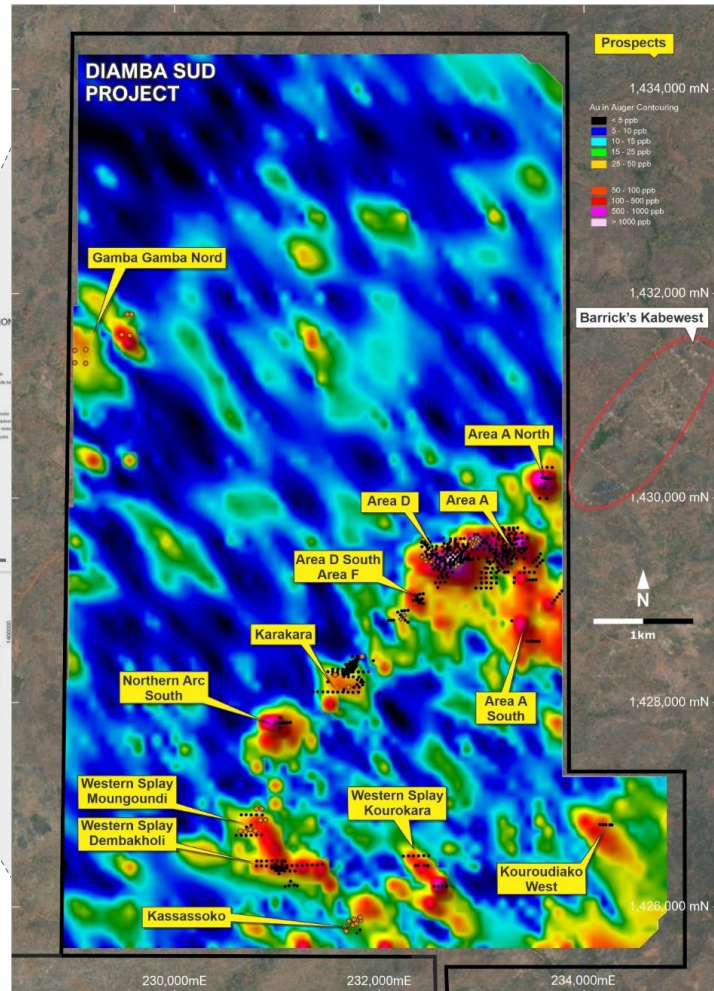 Prospects
DIAMBA SUD
PROJECT
1,434,000 mN
Au in Auger Contouring
< 5 ppb
5 - 10 ppb
10 - 15 ppb
15 - 25 ppb
25 - 50 ppb
50 - 100 ppb
100 - 500 ppb
500 - 1000 ppb
> 1000 ppb
Gamba Gamba Nord
1,432,000 mN
Barrick's Kabewest
Area A North
Area D
Area A
1,430,000 mN
Area D South
Area F
N
1km
Karakara
Northern Arc
South
Area A
South
1,428,000 mN
Western Splay
Moungoundi
Western Splay
Kourokara
Western Splay
Dembakholi
Kouroudiako
West
Kassassoko
1,426,000 mN
230,000mE
232,000mE
234,000mE